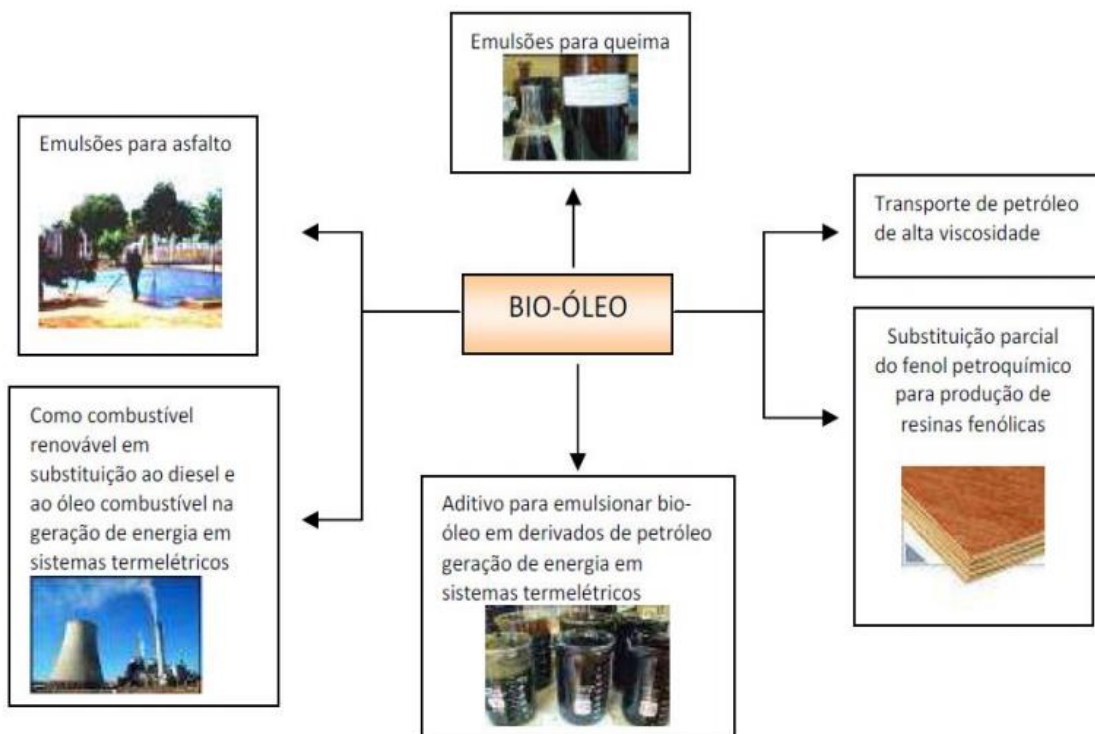 Emulsões para queima
Emulsões para asfalto
Transporte de petróleo
de alta viscosidade
BIO-ÓLEO
Substituição parcial
do fenol petroquímico
para produção de
resinas fenólicas
Como combustível
renovável em
substituição ao diesel e
ao óleo combustível na
geração de energia em
sistemas termelétricos
Aditivo para emulsionar bio-
óleo em derivados de petróleo
geração de energia em
sistemas termelétricos